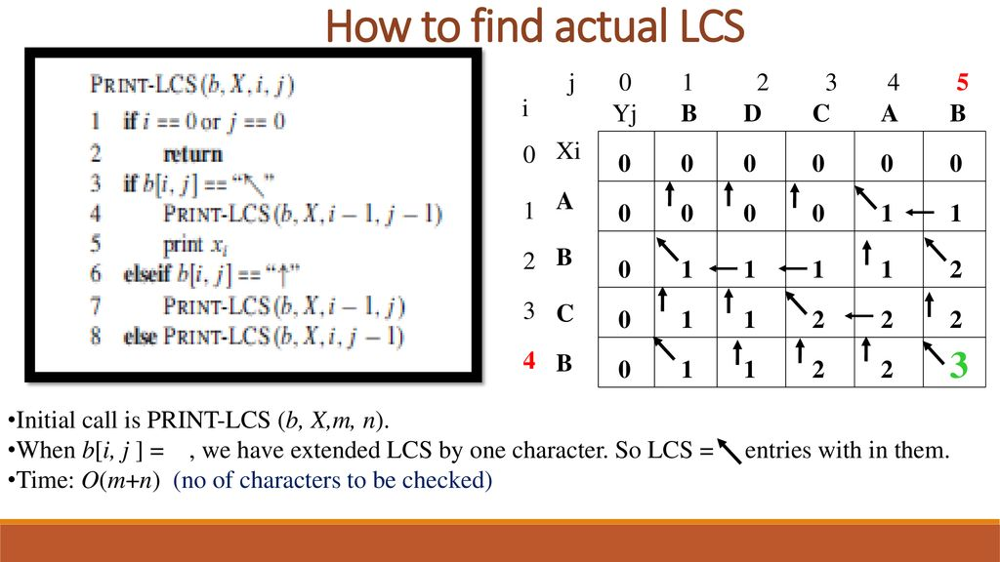 How to find actual LCS
PRINT-LCS(b, X, i, j)
1 if i == 0 or j == 0
2 return
3 if b[i, j] == “↖”
4 PRINT-LCS(b, X, i − 1, j − 1)
5 print xi
6 elseif b[i, j] == “↑”
7 PRINT-LCS(b, X, i − 1, j)
8 else PRINT-LCS(b, X, i, j − 1)
j 0 1 2 3 4 5
i Yj B D C A B
0 Xi 0 0 0 0 0 0
1 A 0 0 0 0 1 1
2 B 0 1 1 1 1 2
3 C 0 1 1 2 2 2
4 B 0 1 1 2 2 3
•Initial call is PRINT-LCS (b, X,m, n).
•When b[i, j ] = , we have extended LCS by one character. So LCS = entries with in them.
•Time: O(m+n) (no of characters to be checked)